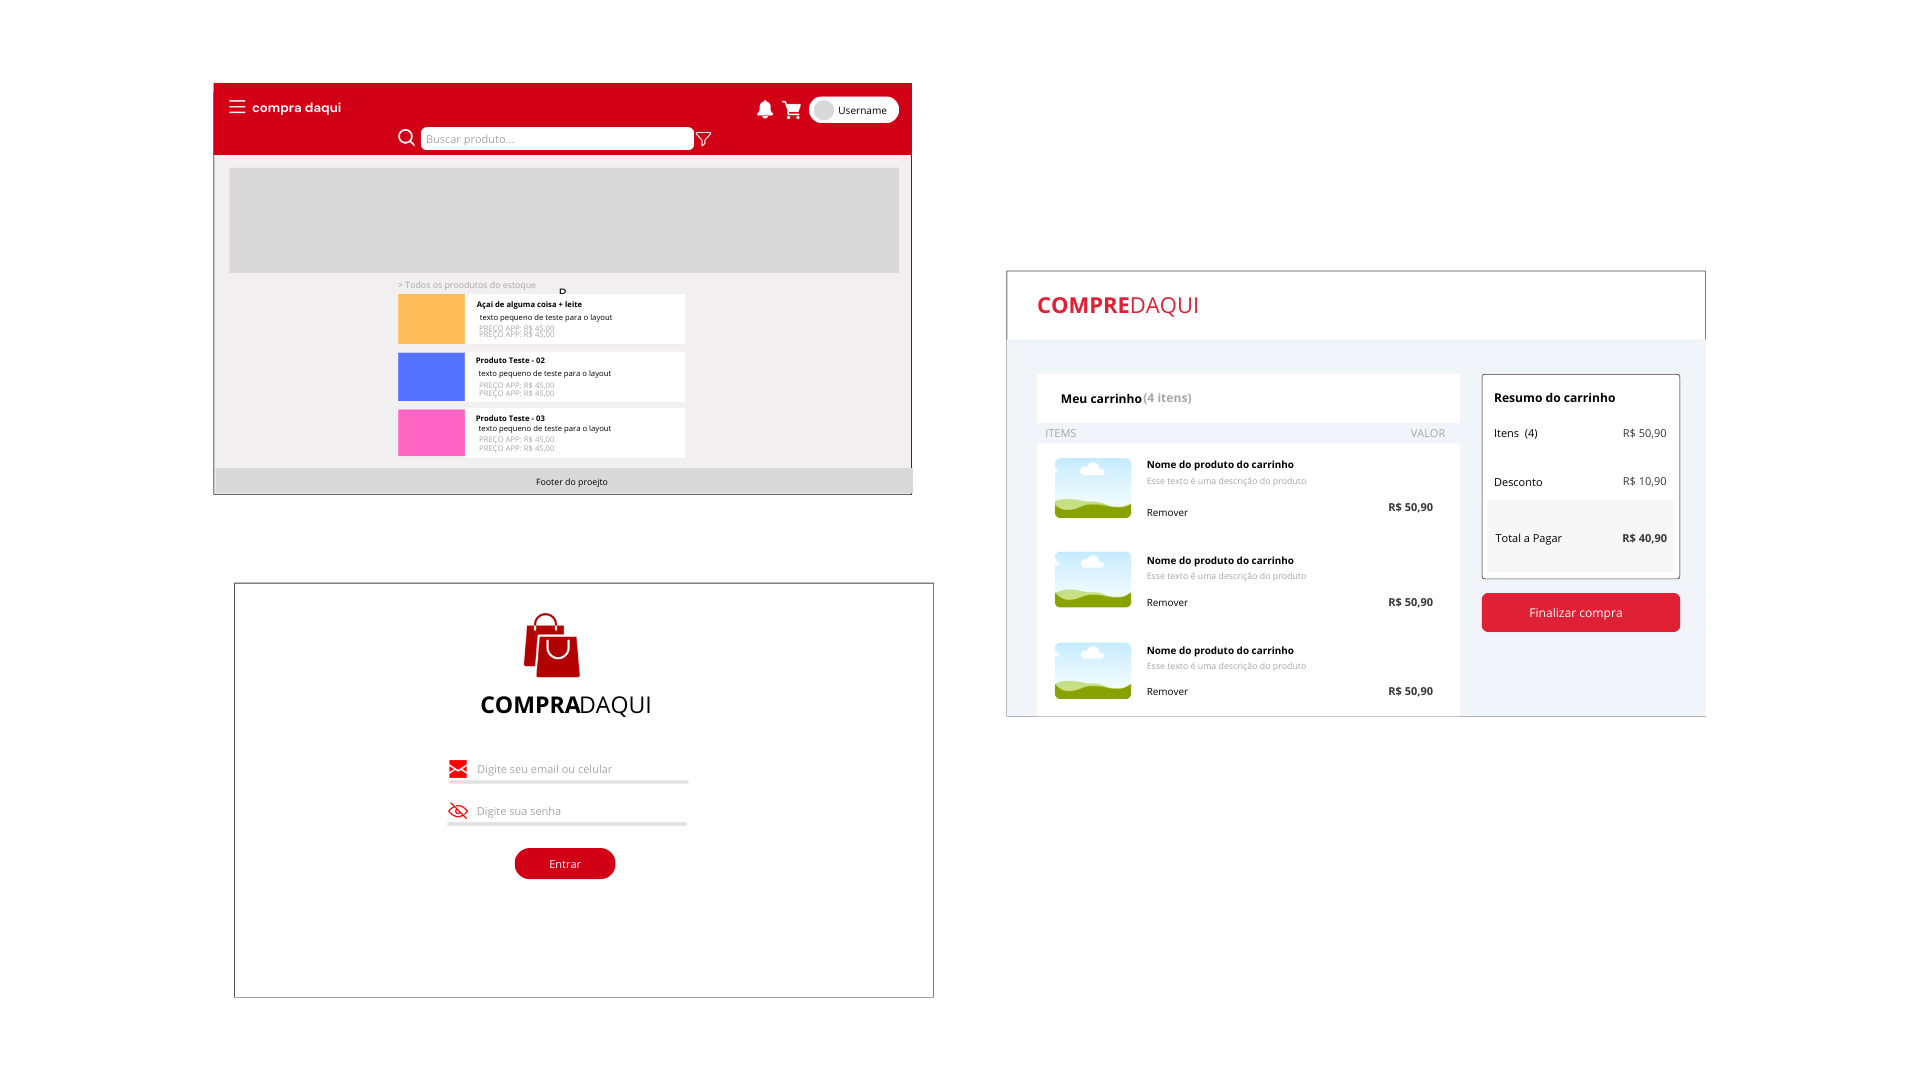 compra daqui
Username
Buscar produto...
> Todos os proodutos do estoque
Açai de alguma coisa + leite
texto pequeno de teste para o layout
PREÇO APP: R$ 45,00
PREÇO APP: R$ 45,00
Produto Teste - 02
texto pequeno de teste para o layout
PREÇO APP: R$ 45,00
PREÇO APP: R$ 45,00
Produto Teste - 03
texto pequeno de teste para o layout
PREÇO APP: R$ 45,00
PREÇO APP: R$ 45,00
Footer do proejto
COMPRADAQUI
Digite seu email ou celular
Digite sua senha
Entrar
COMPREDAQUI
Meu carrinho (4 itens)
ITEMS VALOR
Nome do produto do carrinho
Esse texto é uma descrição do produto
Remover R$ 50,90
Nome do produto do carrinho
Esse texto é uma descrição do produto
Remover R$ 50,90
Nome do produto do carrinho
Esse texto é uma descrição do produto
Remover R$ 50,90
Resumo do carrinho
Itens (4) R$ 50,90
Desconto R$ 10,90
Total a Pagar R$ 40,90
Finalizar compra